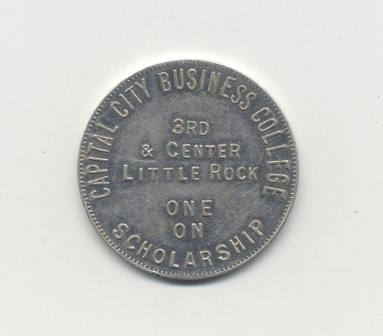 CAPITAL CITY BUSINESS COLLEGE
3RD
& CENTER
LITTLE ROCK
ONE
ON
SCHOLARSHIP